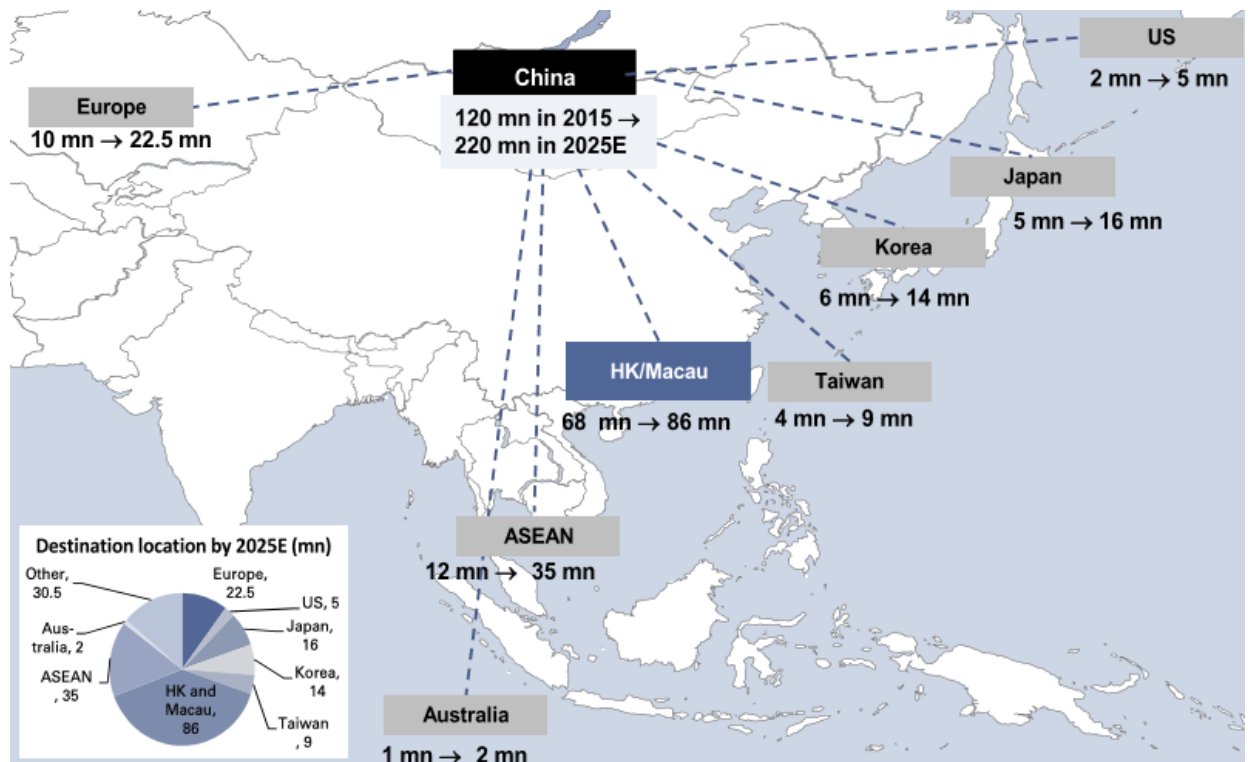 US
2 mn → 5 mn
China
120 mn in 2015 →
220 mn in 2025E
Europe
10 mn → 22.5 mn
Japan
5 mn → 16 mn
Korea
6 mn → 14 mn
HK/Macau
68 mn → 86 mn
Taiwan
4 mn → 9 mn
ASEAN
12 mn → 35 mn
Australia
1 mn → 2 mn
Destination location by 2025E (mn)
Other,
30.5
Europe,
22.5
US, 5
Japan,
16
Aus-
tralia, 2
ASEAN
, 35
Korea,
14
HK and
Macau,
86
Taiwan
, 9